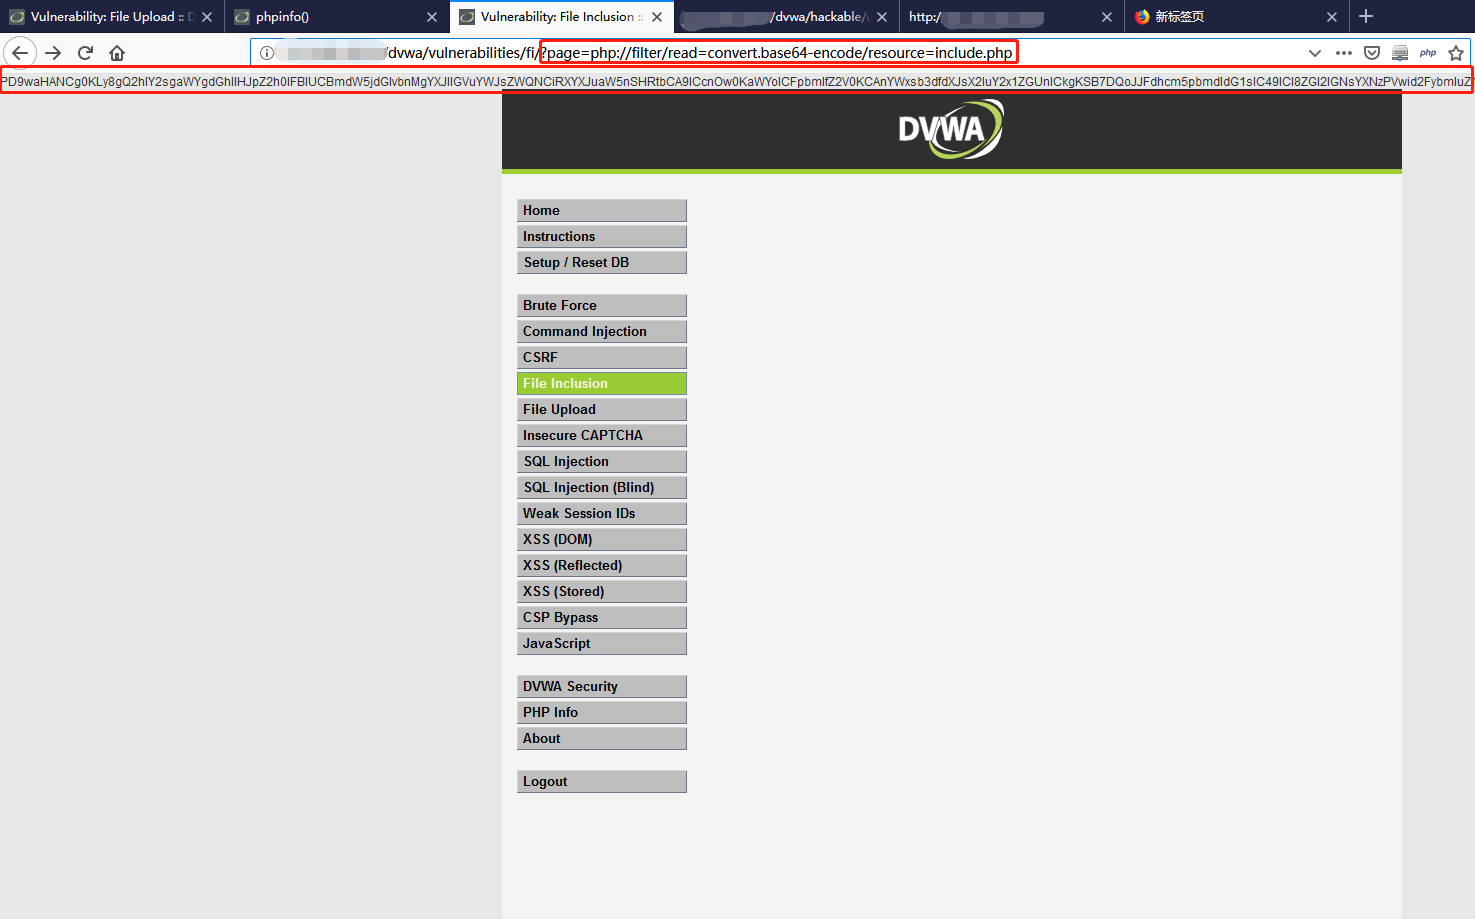 Vulnerability: File Upload :: D
phpinfo()
Vulnerability: File Inclusion ::
/dvwa/hackable/
http://
新标签页
/dvwa/vulnerabilities/fi/?page=php://filter/read=convert.base64-encode/resource=include.php
php
DVWA
Home
Instructions
Setup / Reset DB
Brute Force
Command Injection
CSRF
File Inclusion
File Upload
Insecure CAPTCHA
SQL Injection
SQL Injection (Blind)
Weak Session IDs
XSS (DOM)
XSS (Reflected)
XSS (Stored)
CSP Bypass
JavaScript
DVWA Security
PHP Info
About
Logout